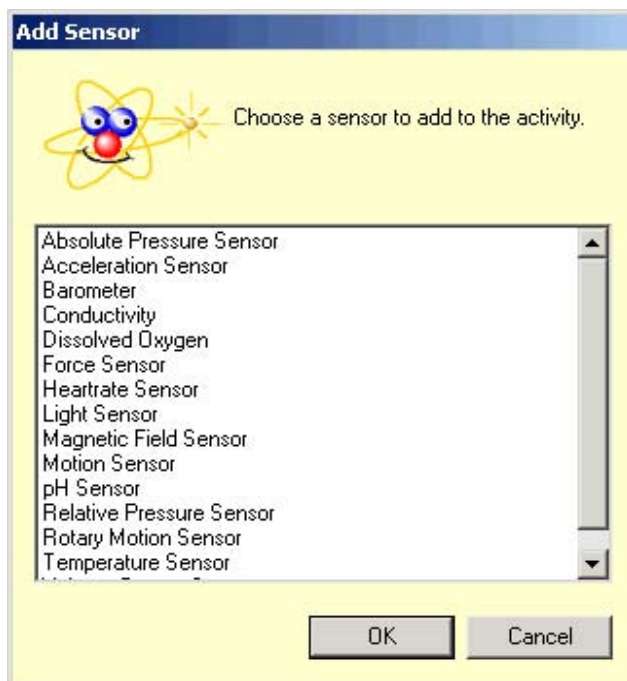 Add Sensor
Choose a sensor to add to the activity.
Absolute Pressure Sensor
Acceleration Sensor
Barometer
Conductivity
Dissolved Oxygen
Force Sensor
Heartrate Sensor
Light Sensor
Magnetic Field Sensor
Motion Sensor
pH Sensor
Relative Pressure Sensor
Rotary Motion Sensor
Temperature Sensor
OK
Cancel